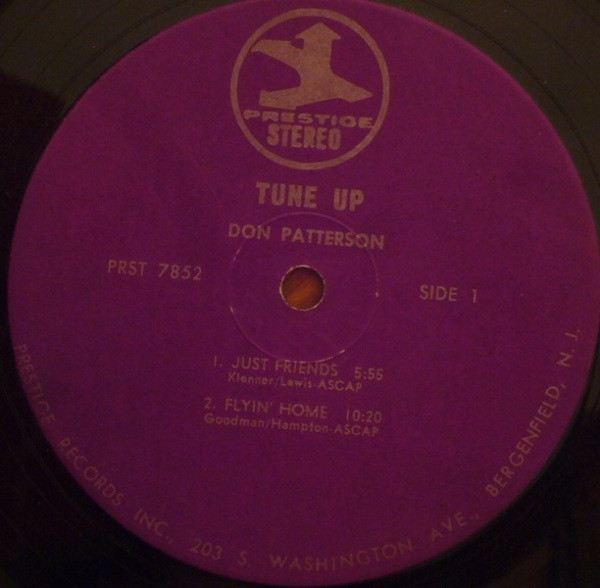 PRESTIGE
STEREO
TUNE UP
DON PATTERSON
PRST 7852
SIDE 1
1. JUST FRIENDS 5:55
Klenner/Lewis-ASCAP
2. FLYIN' HOME 10:20
Goodman/Hampton-ASCAP
PRESTIGE RECORDS INC., 203 S. WASHINGTON AVE., BERGENFIELD, N. J.